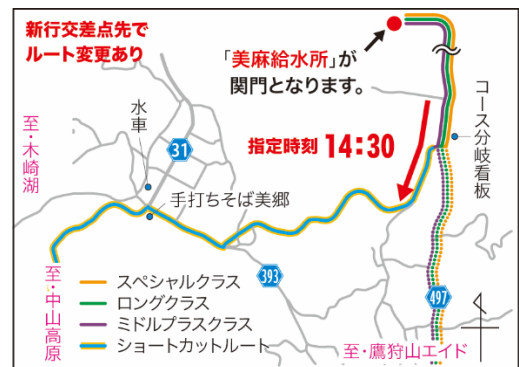 新行交差点先で
ルート変更あり
「美麻給水所」が
関門となります。
指定時刻 14:30
コース分岐看板
水車
31
至・木崎湖
手打ちそば美郷
393
497
至・中山高原
スペシャルクラス
ロングクラス
ミドルプラスクラス
ショートカットルート
至・鷹狩山エイド